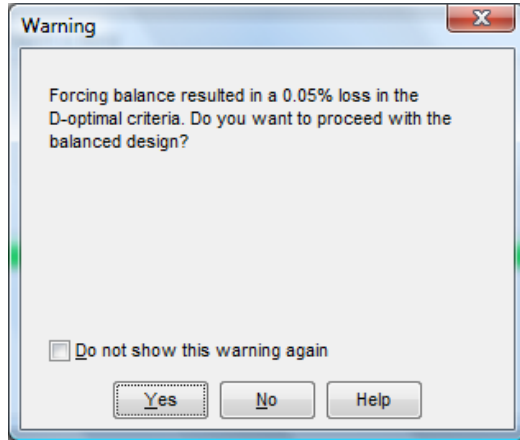 Warning
Forcing balance resulted in a 0.05% loss in the
D-optimal criteria. Do you want to proceed with the
balanced design?
Do not show this warning again
Yes No Help